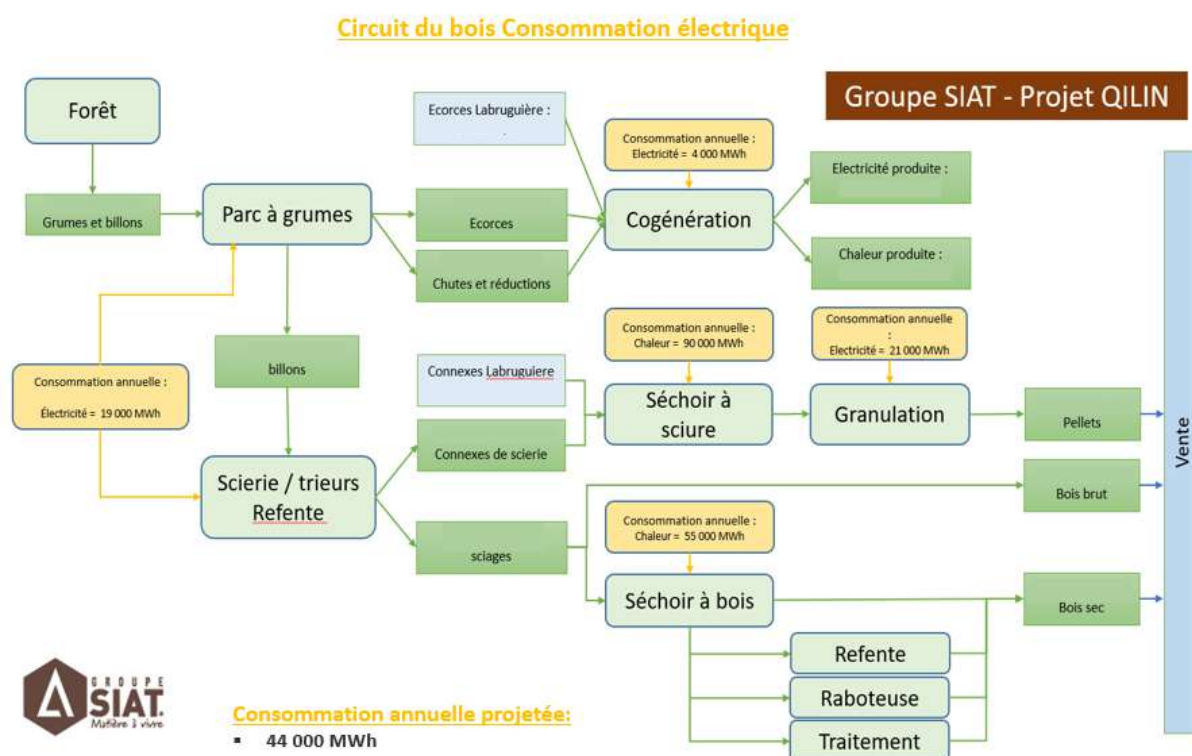 Circuit du bois Consommation électrique
Groupe SIAT - Projet QILIN
Forêt
Grumes et billons
Parc à grumes
Ecorces Labruguière :
Ecorces
Chutes et réductions
Consommation annuelle :
Electricité = 4 000 MWh
Cogénération
Electricité produite :
Chaleur produite :
Consommation annuelle :
Électricité = 19 000 MWh
billons
Scierie / trieurs
Refente
Connexes Labruguiere
Connexes de scierie
sciages
Consommation annuelle :
Chaleur = 90 000 MWh
Séchoir à
sciure
Consommation annuelle
:
Electricité = 21 000 MWh
Granulation
Pellets
Bois brut
Consommation annuelle :
Chaleur = 55 000 MWh
Séchoir à bois
Bois sec
Refente
Raboteuse
Traitement
Vente
GROUPE
SIAT.
Matière à vivre
Consommation annuelle projetée:
▪ 44 000 MWh